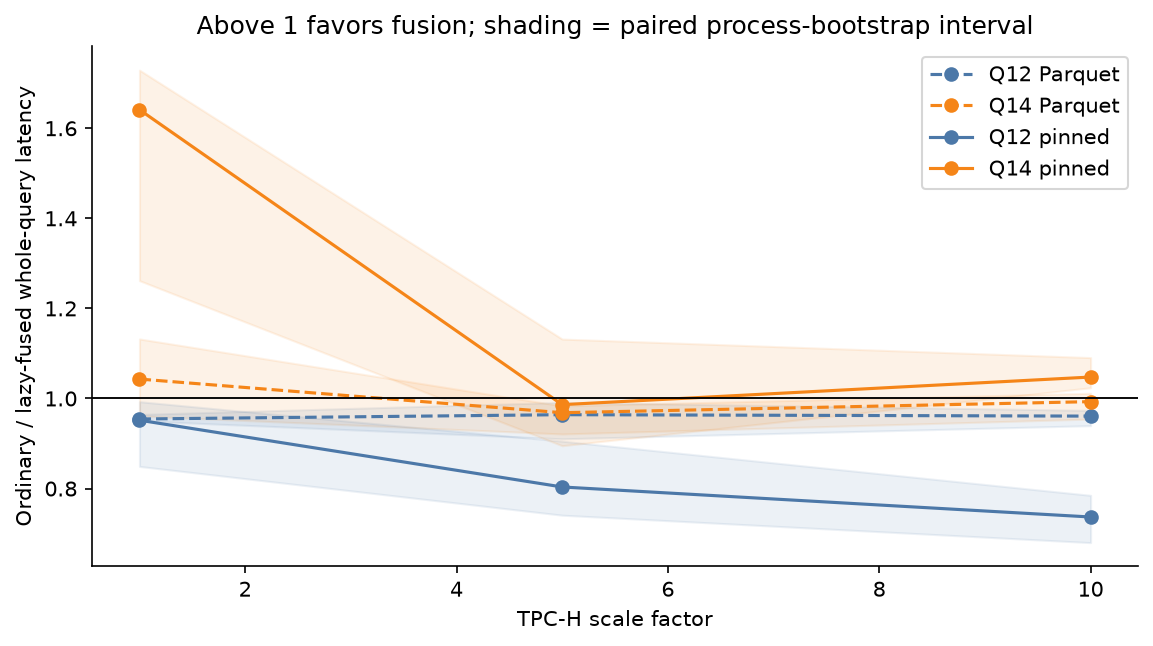 Above 1 favors fusion; shading = paired process-bootstrap interval
Ordinary / lazy-fused whole-query latency
1.6
1.4
1.2
1.0
0.8
Q12 Parquet
Q14 Parquet
Q12 pinned
Q14 pinned
2 4 6 8 10
TPC-H scale factor